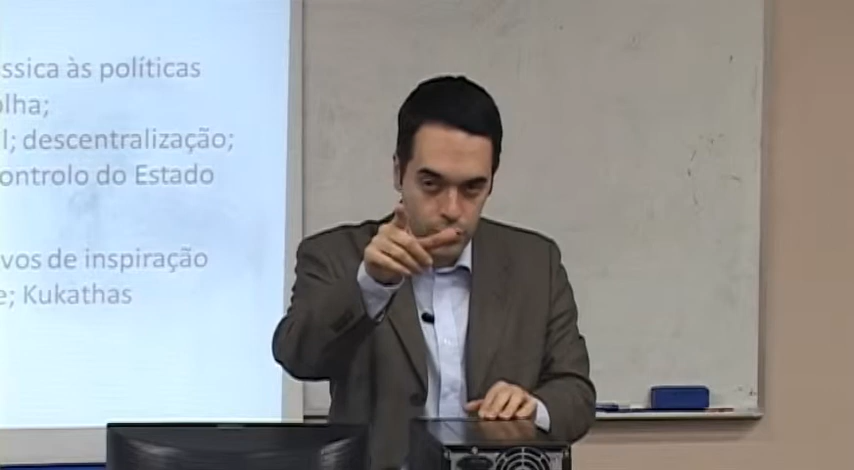 ssica às políticas
olha;
l; descentralização;
ontrolo do Estado
vos de inspiração
e; Kukathas